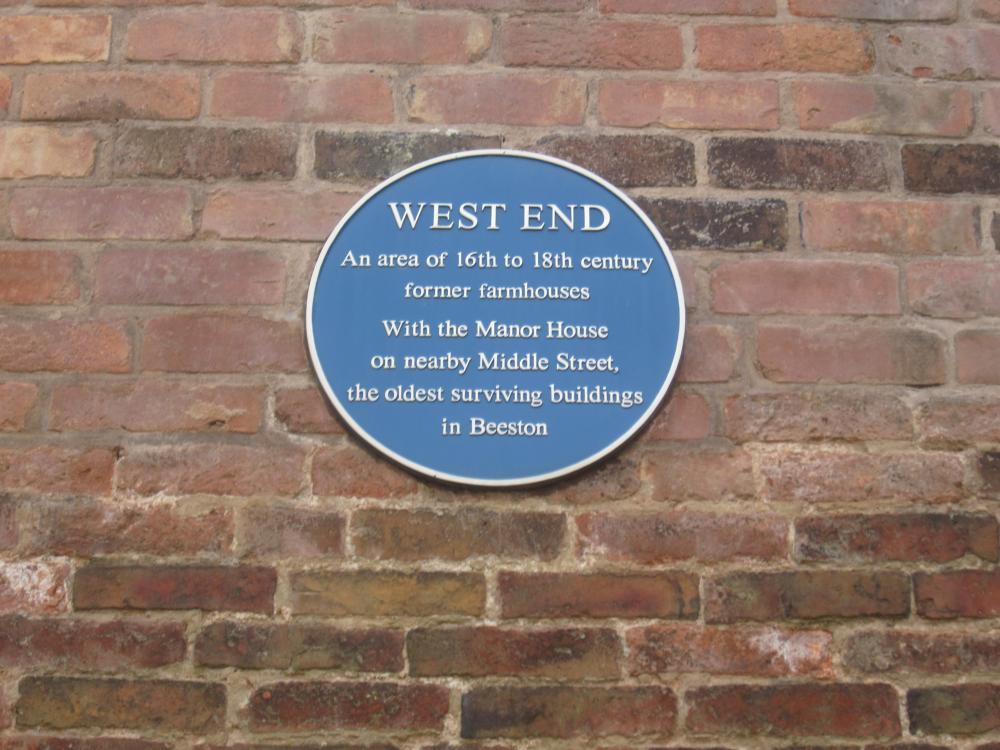 WEST END
An area of 16th to 18th century
former farmhouses
With the Manor House
on nearby Middle Street,
the oldest surviving buildings
in Beeston